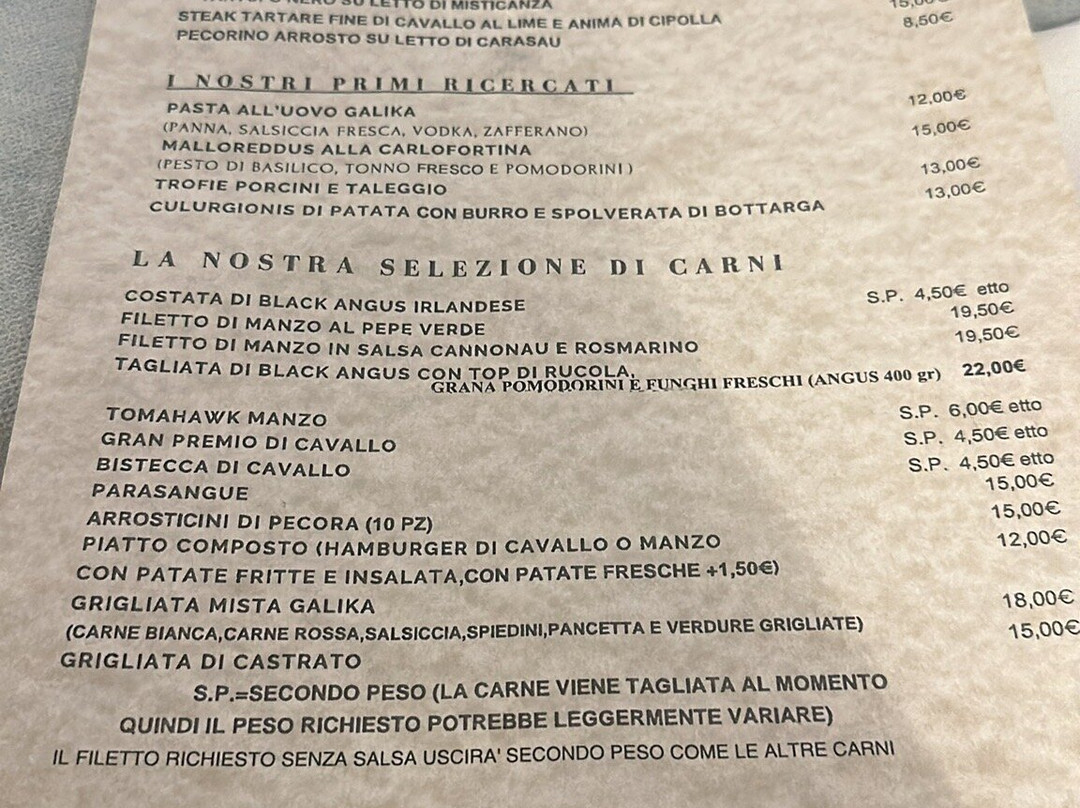 SU LETTO DI MISTICANZA 15,00€
STEAK TARTARE FINE DI CAVALLO AL LIME E ANIMA DI CIPOLLA 8,50€
PECORINO ARROSTO SU LETTO DI CARASAU
I NOSTRI PRIMI RICERCATI
PASTA ALL'UOVO GALIKA 12,00€
(PANNA, SALSICCIA FRESCA, VODKA, ZAFFERANO) 15,00€
MALLOREDDUS ALLA CARLOFORTINA
(PESTO DI BASILICO, TONNO FRESCO E POMODORINI) 13,00€
TROFIE PORCINI E TALEGGIO 13,00€
CULURGIONIS DI PATATA CON BURRO E SPOLVERATA DI BOTTARGA
LA NOSTRA SELEZIONE DI CARNI
COSTATA DI BLACK ANGUS IRLANDESE S.P. 4,50€ etto
FILETTO DI MANZO AL PEPE VERDE 19,50€
FILETTO DI MANZO IN SALSA CANNONAU E ROSMARINO 19,50€
TAGLIATA DI BLACK ANGUS CON TOP DI RUCOLA,
GRANA POMODORINI E FUNGHI FRESCHI (ANGUS 400 gr) 22,00€
TOMAHAWK MANZO S.P. 6,00€ etto
GRAN PREMIO DI CAVALLO S.P. 4,50€ etto
BISTECCA DI CAVALLO S.P. 4,50€ etto
PARASANGUE 15,00€
ARROSTICINI DI PECORA (10 PZ) 15,00€
PIATTO COMPOSTO (HAMBURGER DI CAVALLO O MANZO 12,00€
CON PATATE FRITTE E INSALATA,CON PATATE FRESCHE +1,50€)
GRIGLIATA MISTA GALIKA 18,00€
(CARNE BIANCA,CARNE ROSSA,SALSICCIA,SPIEDINI,PANCETTA E VERDURE GRIGLIATE) 15,00€
GRIGLIATA DI CASTRATO
S.P.=SECONDO PESO (LA CARNE VIENE TAGLIATA AL MOMENTO
QUINDI IL PESO RICHIESTO POTREBBE LEGGERMENTE VARIARE)
IL FILETTO RICHIESTO SENZA SALSA USCIRA' SECONDO PESO COME LE ALTRE CARNI